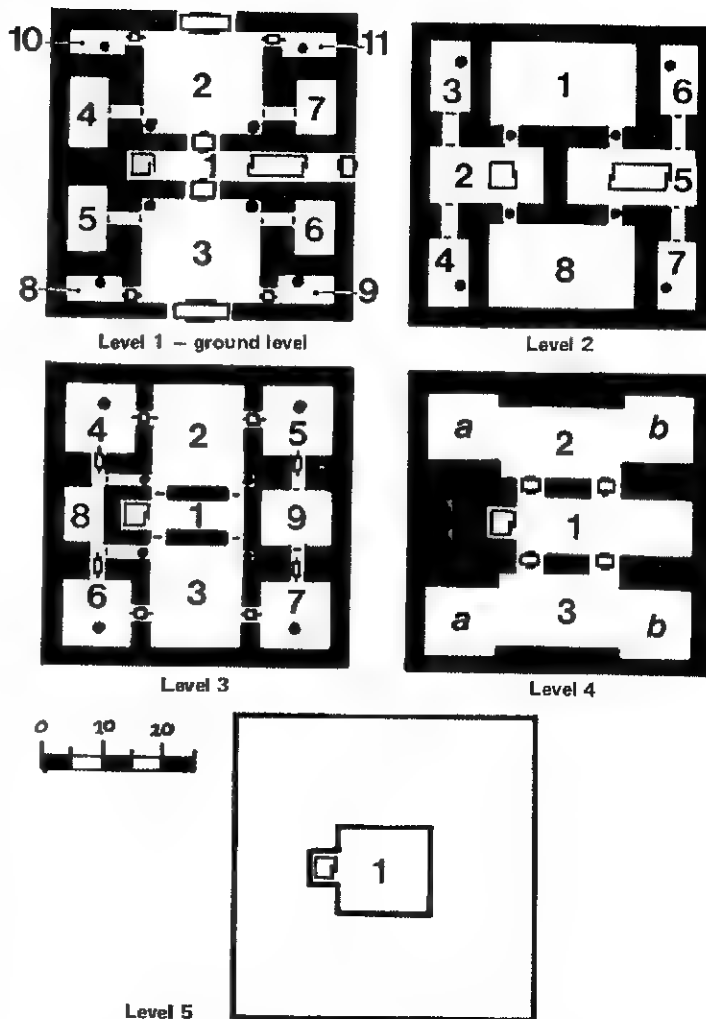 10 11
2
4 7
1
5 6
3
8 9
Level 1 – ground level
3 1 6
2 5
4 8 7
Level 2
4 2 5
8 1 9
6 3 7
Level 3
a 2 b
1
a 3 b
Level 4
0 10 20
1
Level 5